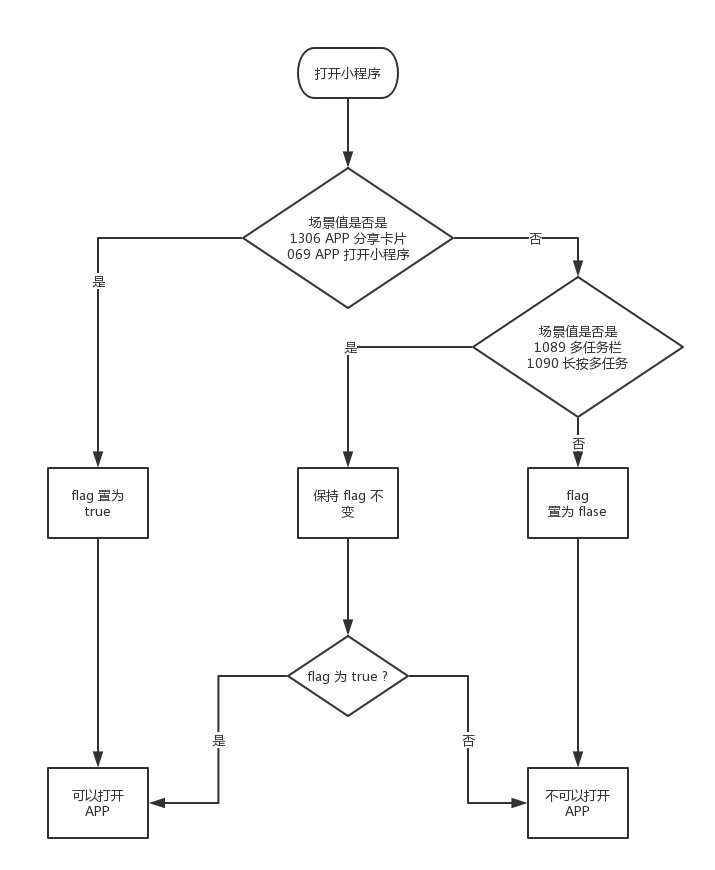 打开小程序
场景值是否是
1306 APP 分享卡片
069 APP 打开小程序
否
是
场景值是否是
1089 多任务栏
1090 长按多任务
是
否
flag 置为
true
保持 flag 不
变
flag
置为 flase
flag 为 true ?
是
否
可以打开
APP
不可以打开
APP